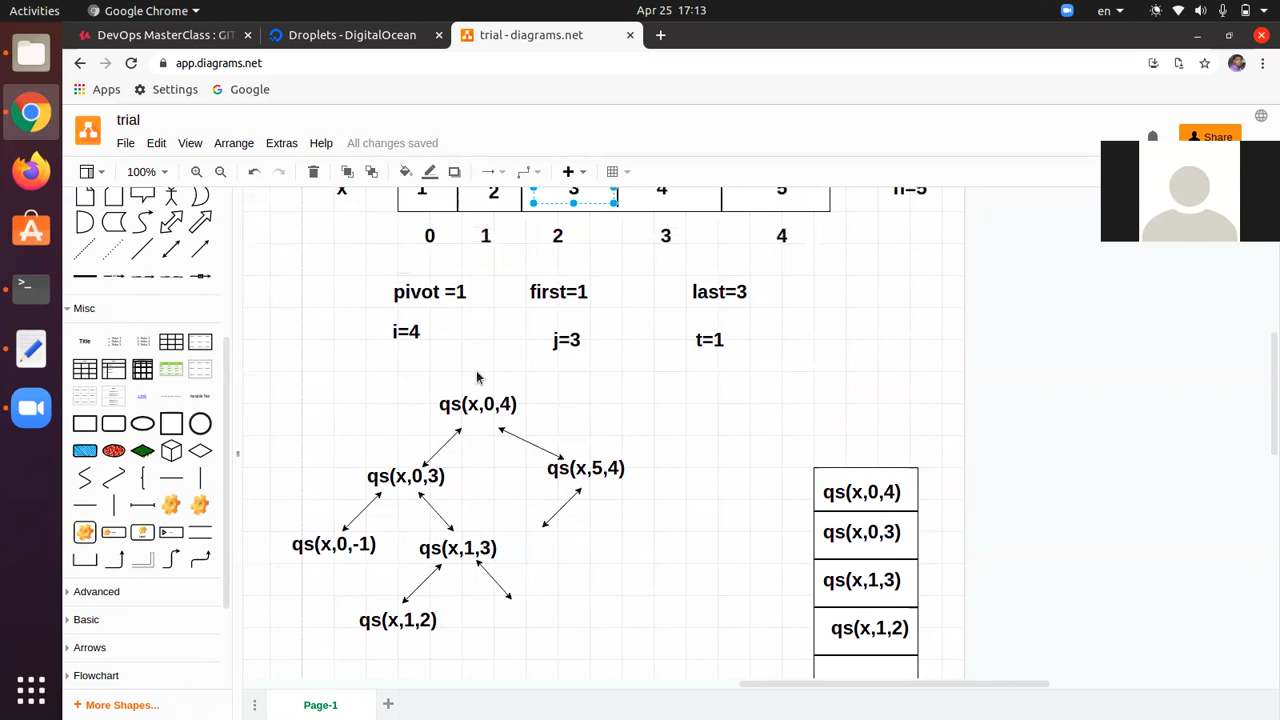 Activities
Google Chrome
Apr 25 17:13
en
DevOps MasterClass : GIT
Droplets - DigitalOcean
trial - diagrams.net
app.diagrams.net
Apps
Settings
Google
trial
File
Edit
View
Arrange
Extras
Help
All changes saved
Share
100%
x
1
2
3
4
5
n=5
0
1
2
3
4
pivot =1
first=1
last=3
i=4
j=3
t=1
qs(x,0,4)
qs(x,0,3)
qs(x,5,4)
qs(x,0,-1)
qs(x,1,3)
qs(x,1,2)
qs(x,0,4)
qs(x,0,3)
qs(x,1,3)
qs(x,1,2)
Misc
Title
Advanced
Basic
Arrows
Flowchart
+ More Shapes...
Page-1